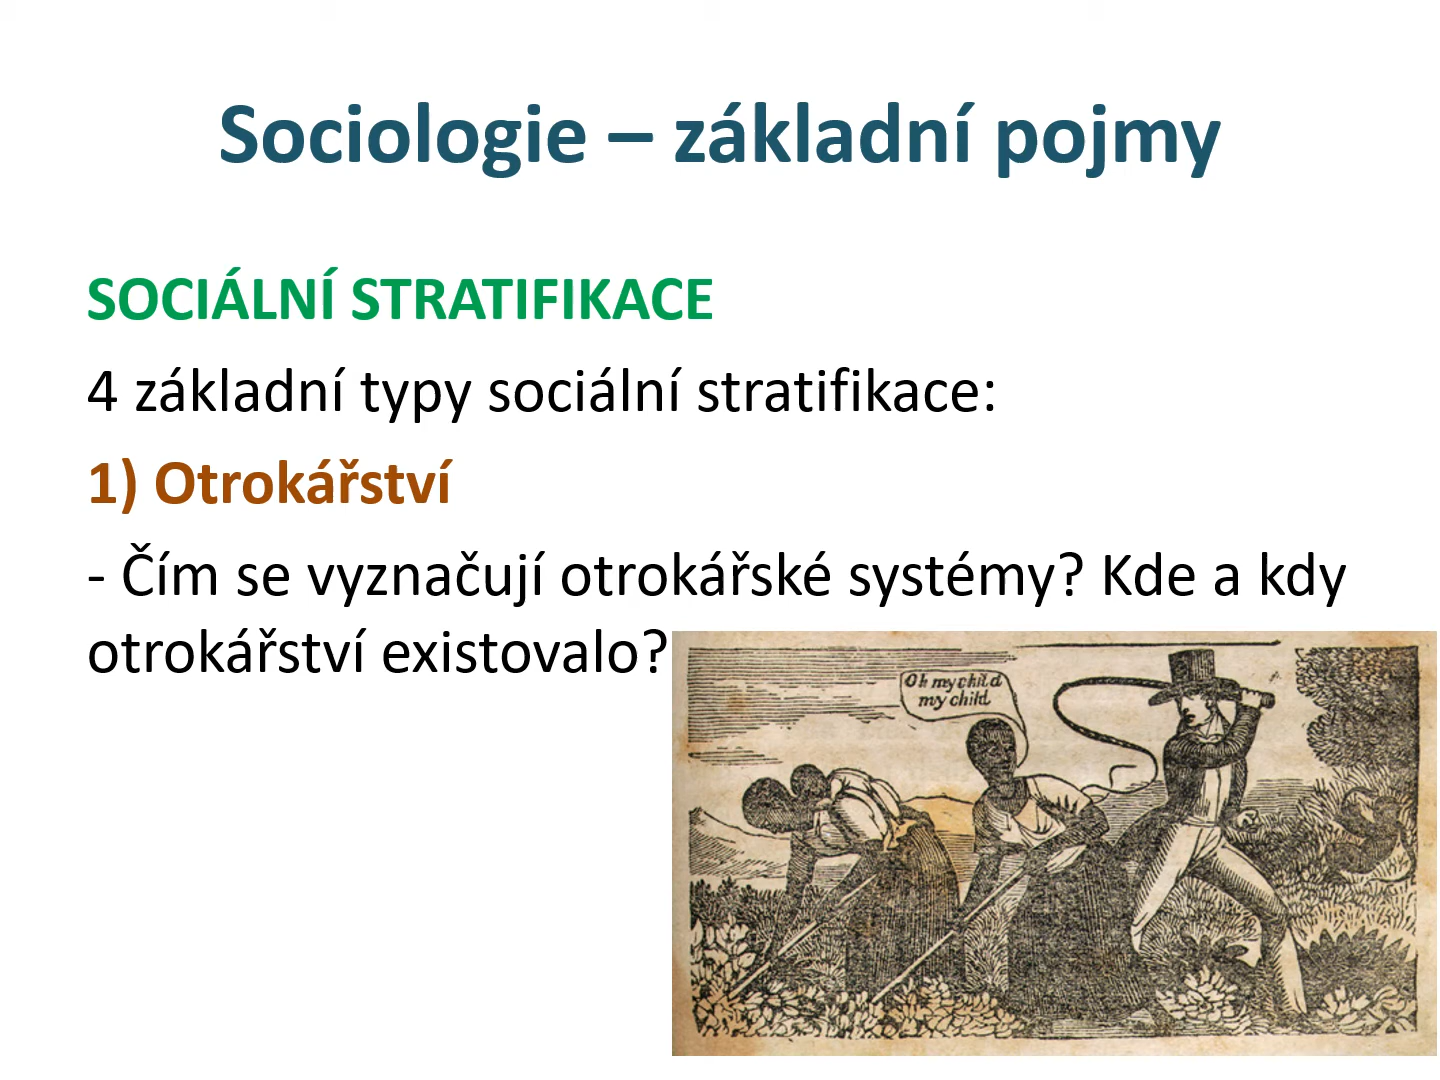 Sociologie – základní pojmy
SOCIÁLNÍ STRATIFIKACE
4 základní typy sociální stratifikace:
1) Otrokářství
- Čím se vyznačují otrokářské systémy? Kde a kdy
otrokářství existovalo?
Oh my child
my child